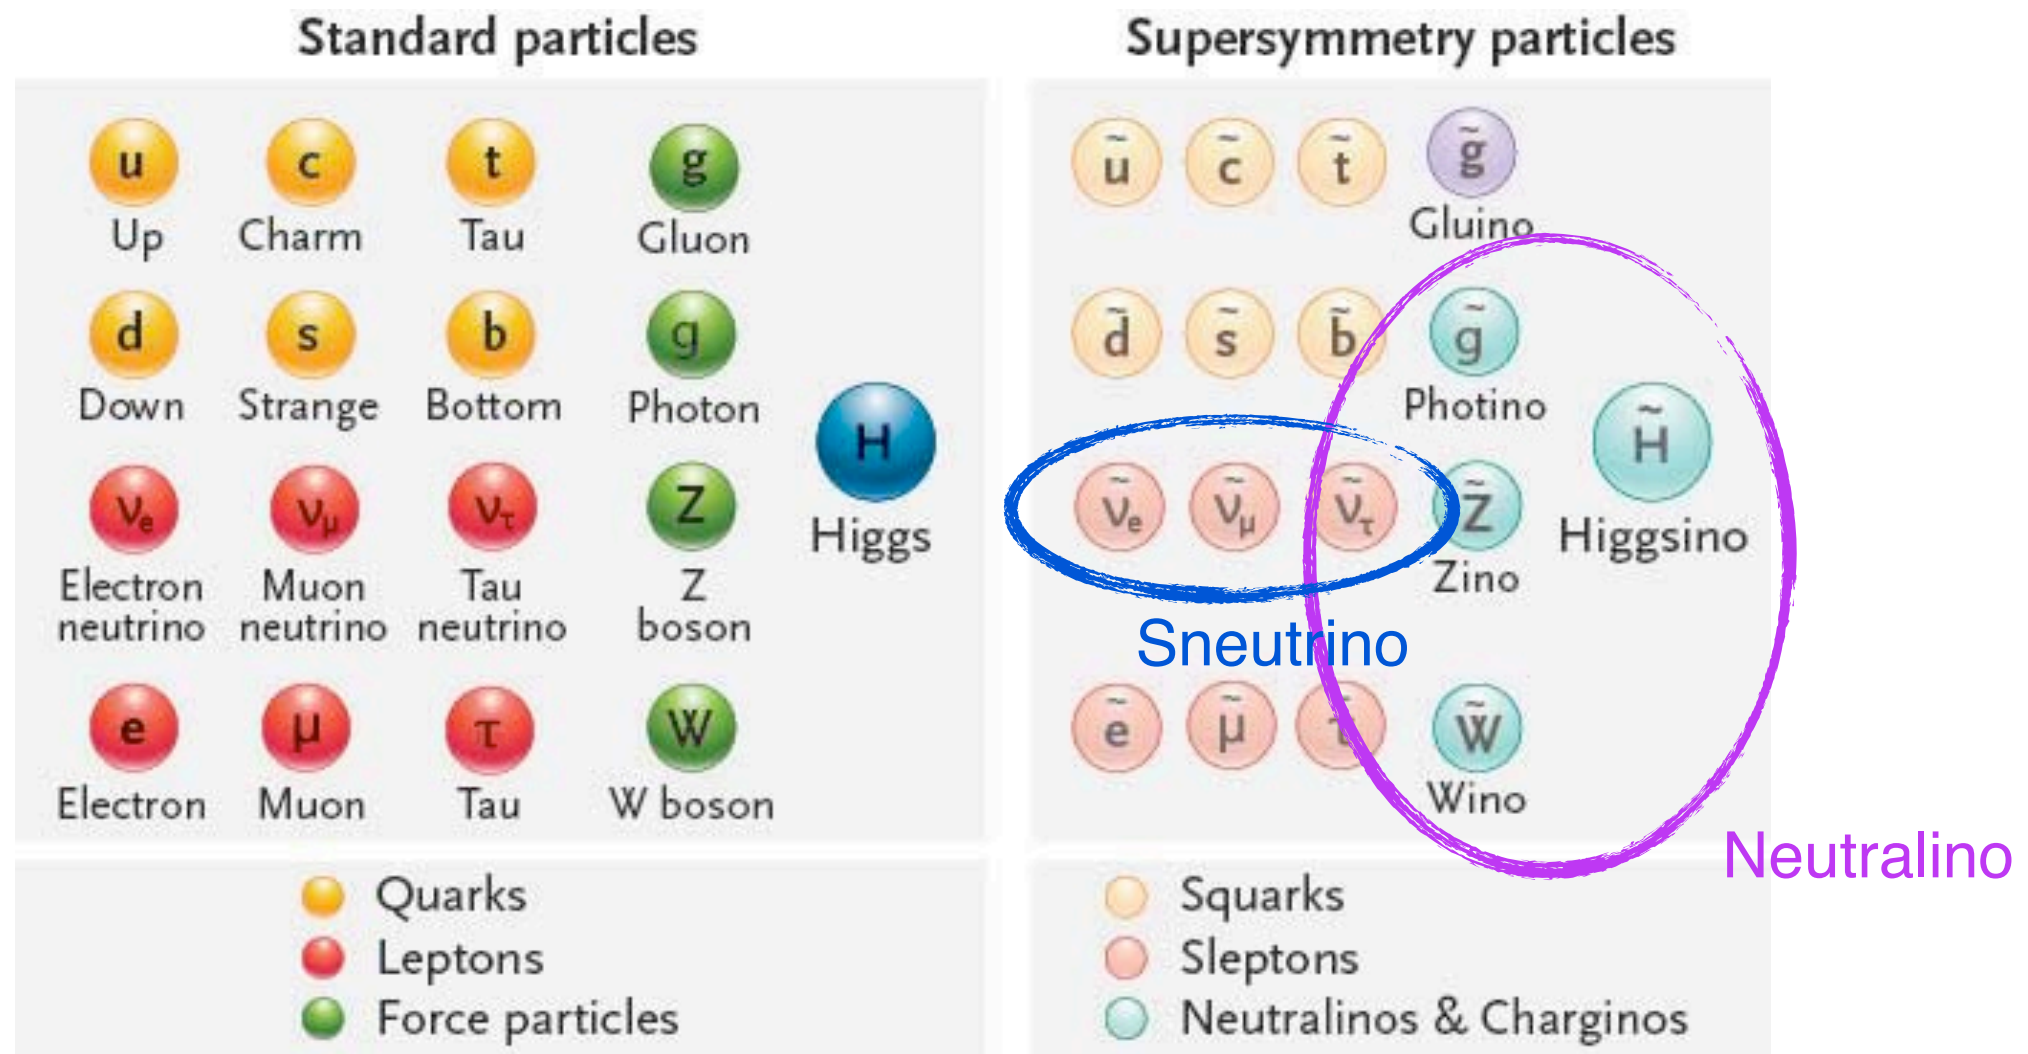 Standard particles
u c t g
Up Charm Tau Gluon
d s b g
Down Strange Bottom Photon
H
Higgs
νe νμ ντ Z
Electron neutrino Muon neutrino Tau neutrino Z boson
e μ τ W
Electron Muon Tau W boson
Quarks
Leptons
Force particles
Supersymmetry particles
ũ c̃ t̃ g̃
Gluino
d̃ s̃ b̃ g̃
Photino
H̃
Higgsino
ν̃e ν̃μ ν̃τ Z̃
Zino
Sneutrino
ẽ μ̃ τ̃ W̃
Wino
Neutralino
Squarks
Sleptons
Neutralinos & Charginos